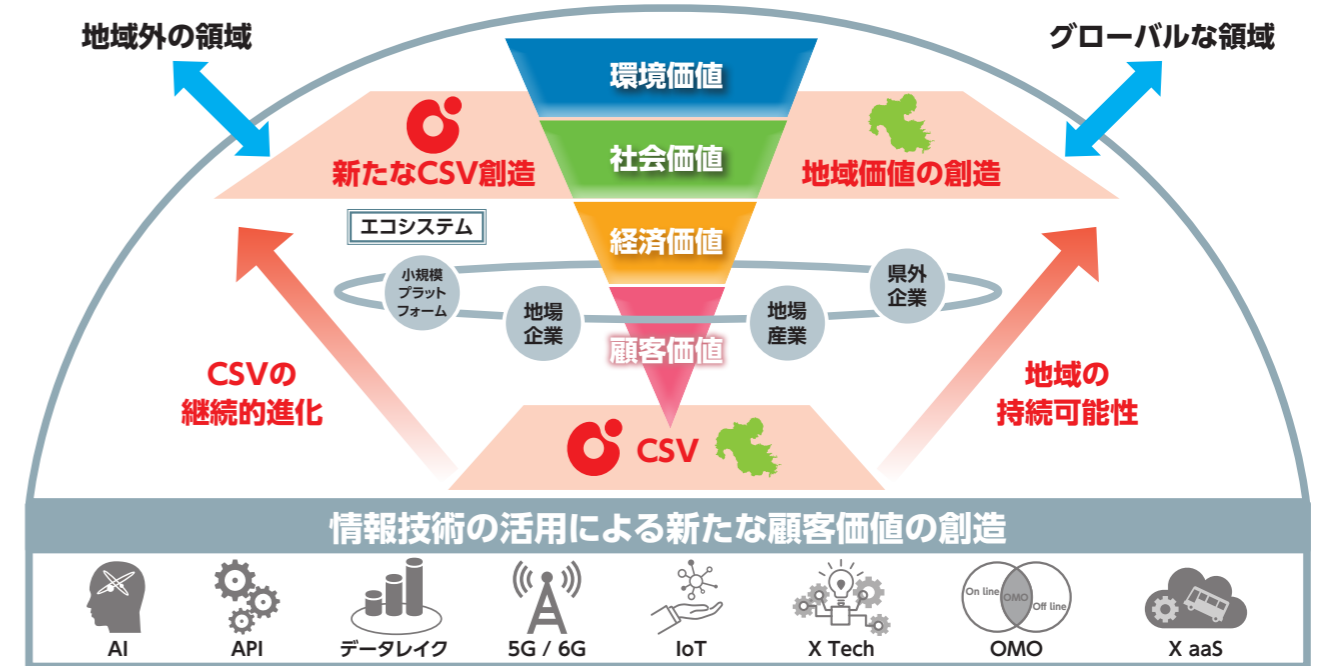 地域外の領域
グローバルな領域
環境価値
新たなCSV創造
社会価値
地域価値の創造
エコシステム
経済価値
小規模
プラット
フォーム
地場
企業
地場
産業
県外
企業
顧客価値
CSVの
継続的進化
地域の
持続可能性
CSV
情報技術の活用による新たな顧客価値の創造
On line
OMO
Off line
AI
API
データレイク
5G / 6G
IoT
X Tech
OMO
X aaS